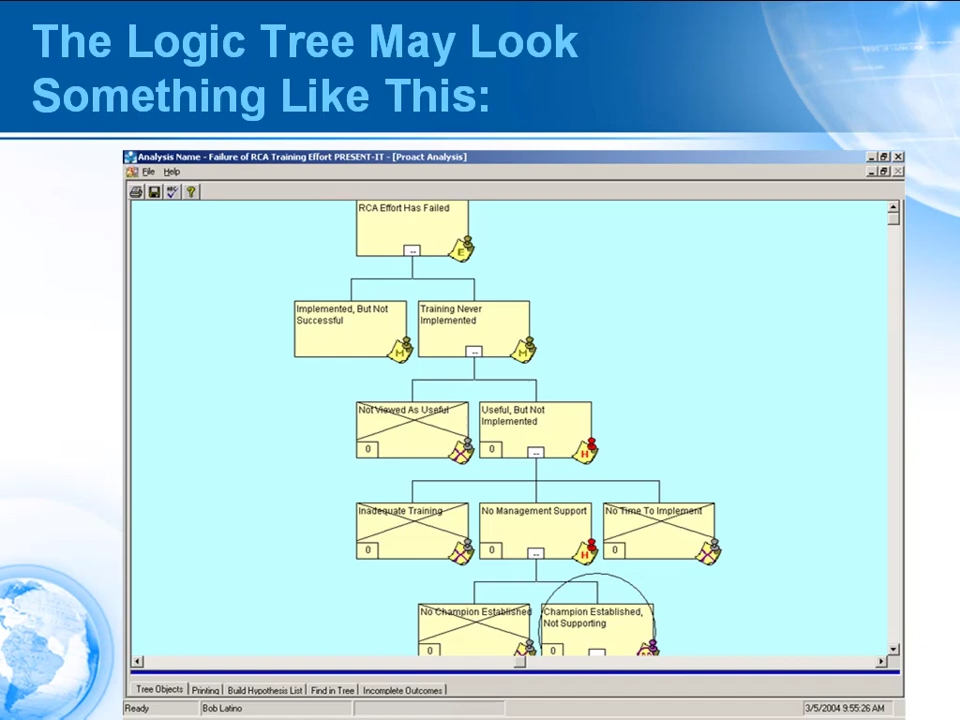 The Logic Tree May Look
Something Like This:
Analysis Name - Failure of RCA Training Effort PRESENT-IT - [Proact Analysis]
File Help
ABC ?
RCA Effort Has Failed
--
E
Implemented, But Not
Successful
M
Training Never
Implemented
--
M
Not Viewed As Useful
0
Useful, But Not
Implemented
0
--
H
Inadequate Training
0
No Management Support
0
--
H
No Time To Implement
0
No Champion Established
0
Champion Established,
Not Supporting
0
Tree Objects Printing Build Hypothesis List Find in Tree Incomplete Outcomes
Ready Bob Latino 3/5/2004 9:55:26 AM